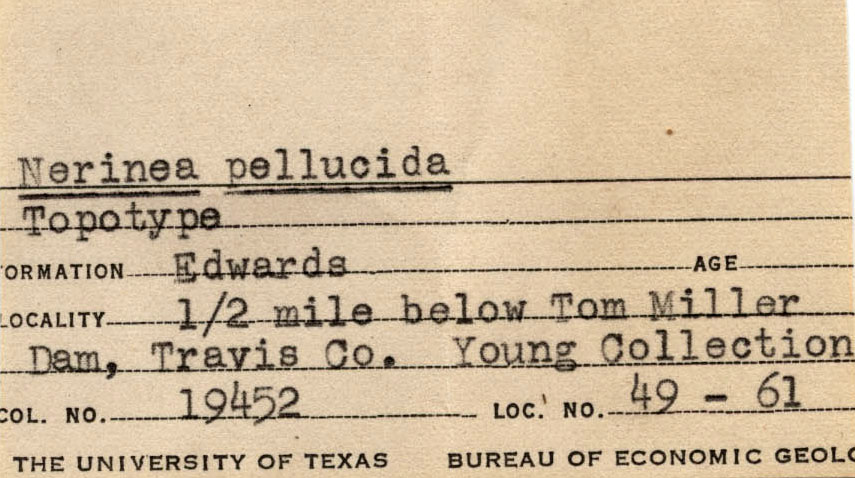 Nerinea pellucida
Topotype
ORMATION Edwards AGE
LOCALITY 1/2 mile below Tom Miller
Dam, Travis Co. Young Collection
COL. NO. 19452 LOC. NO. 49 - 61
THE UNIVERSITY OF TEXAS BUREAU OF ECONOMIC GEOLO